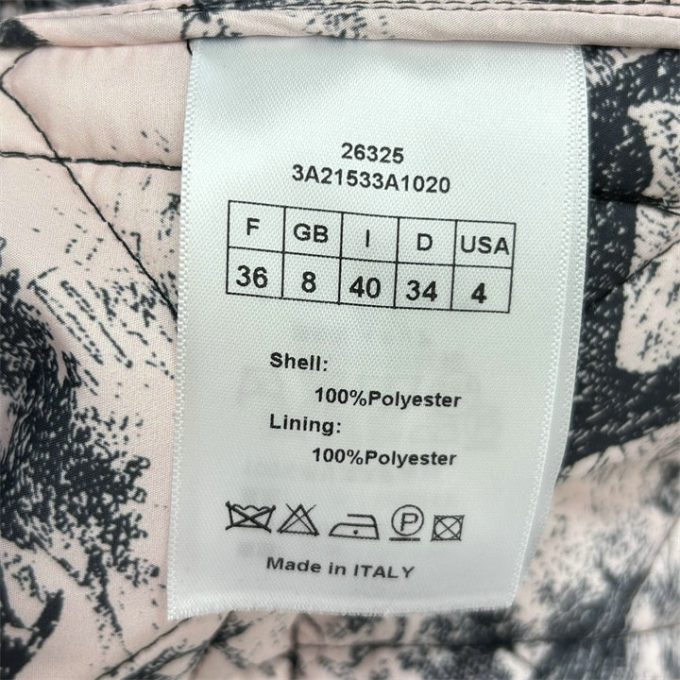 26325
3A21533A1020
F GB I D USA
36 8 40 34 4
Shell:
100%Polyester
Lining:
100%Polyester
P
Made in ITALY